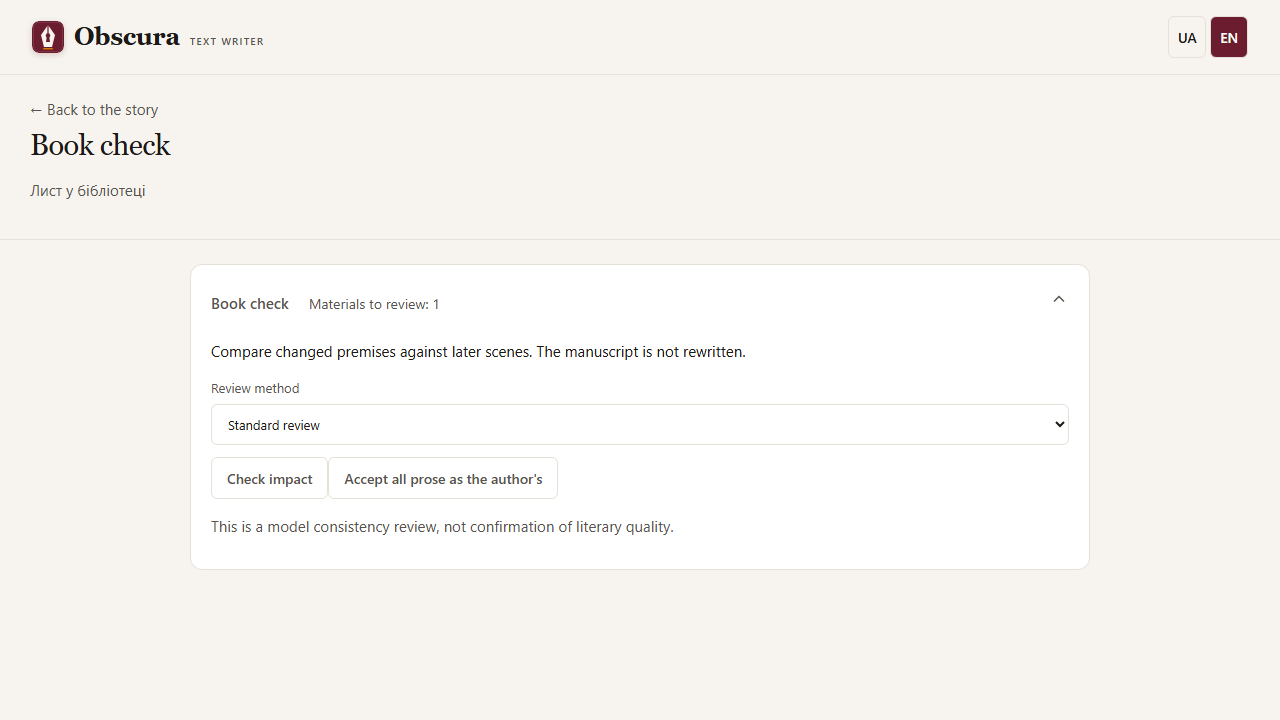 Obscura TEXT WRITER
UA EN
← Back to the story
Book check
Лист у бібліотеці
Book check Materials to review: 1
Compare changed premises against later scenes. The manuscript is not rewritten.
Review method
Standard review
Check impact Accept all prose as the author's
This is a model consistency review, not confirmation of literary quality.